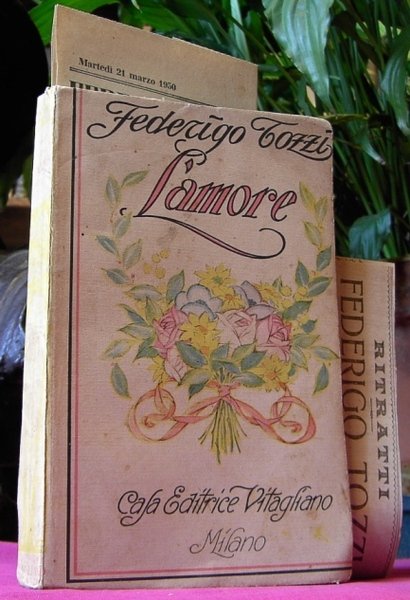 Martedì 21 marzo 1950
Federigo Tozzi
L'amore
Casa Editrice Vitagliano
Milano
RITRATTI
FEDERIGO TOZZI